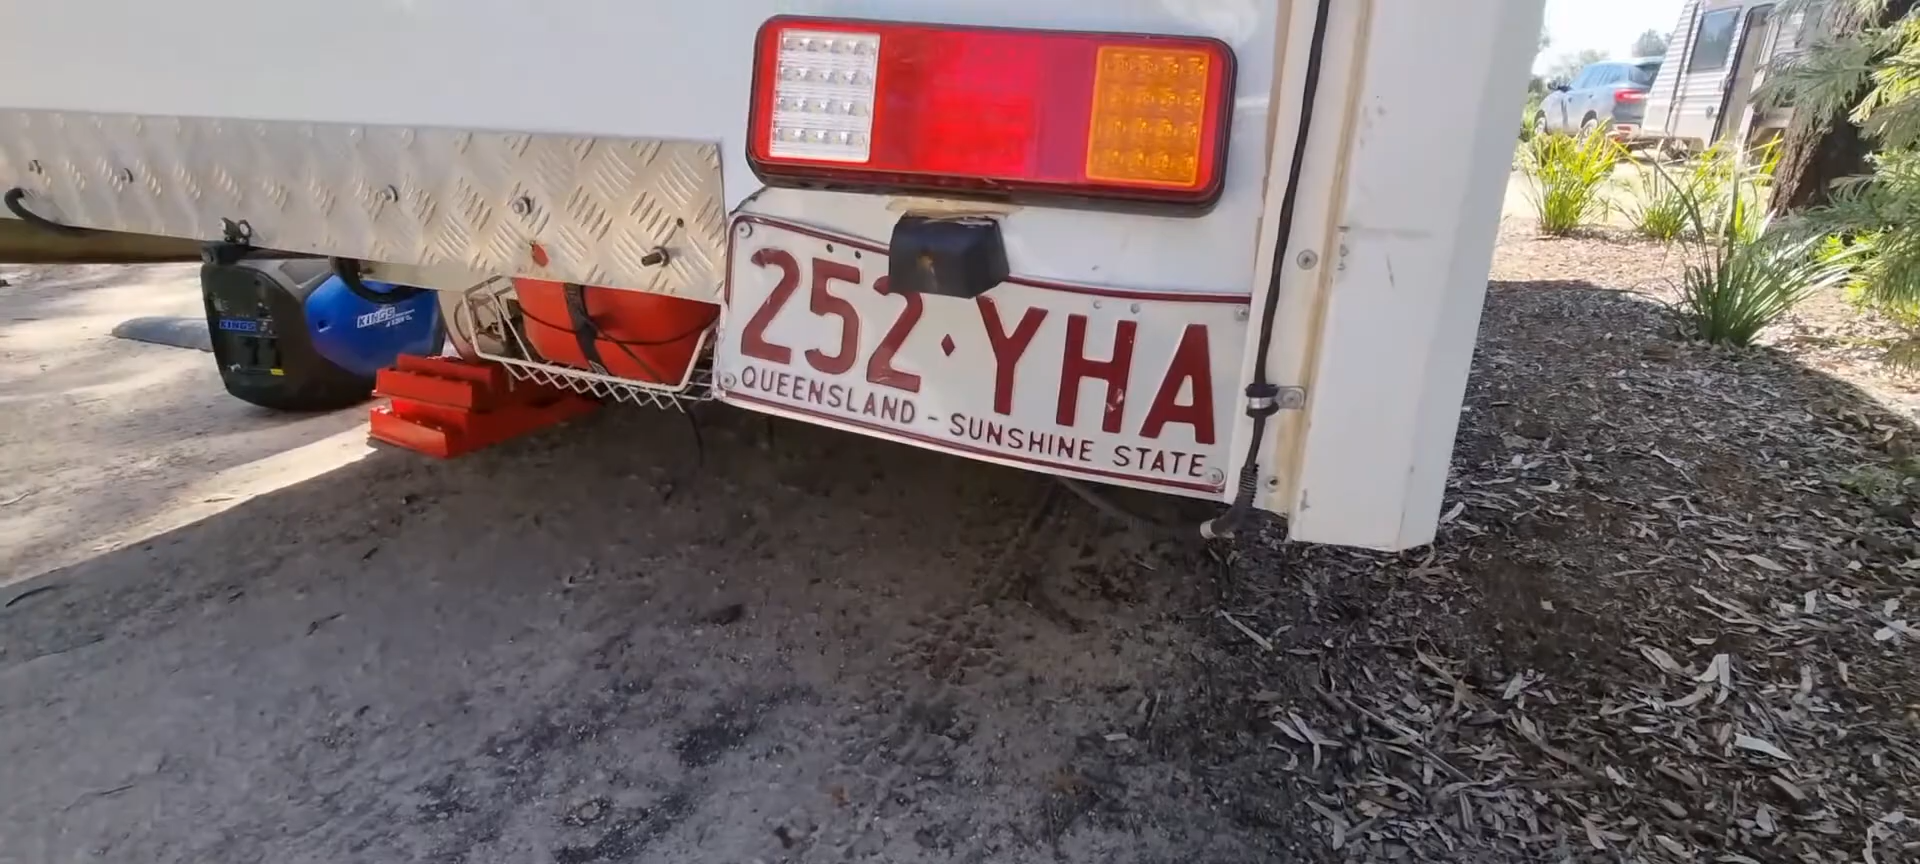 252·YHA
QUEENSLAND - SUNSHINE STATE
KINGS
KINGS